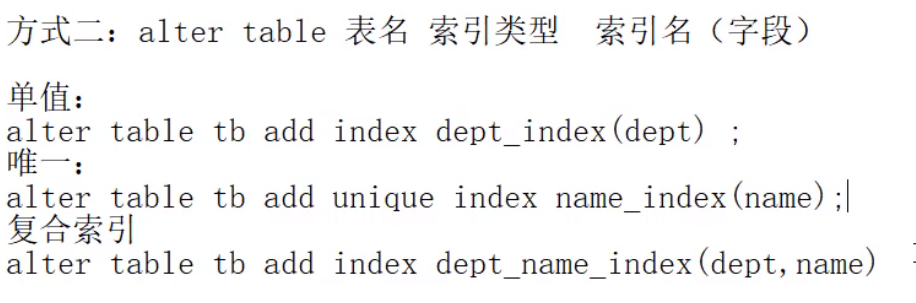 方式二：alter table 表名 索引类型  索引名（字段）
单值：
alter table tb add index dept_index(dept) ;
唯一：
alter table tb add unique index name_index(name);
复合索引
alter table tb add index dept_name_index(dept,name)